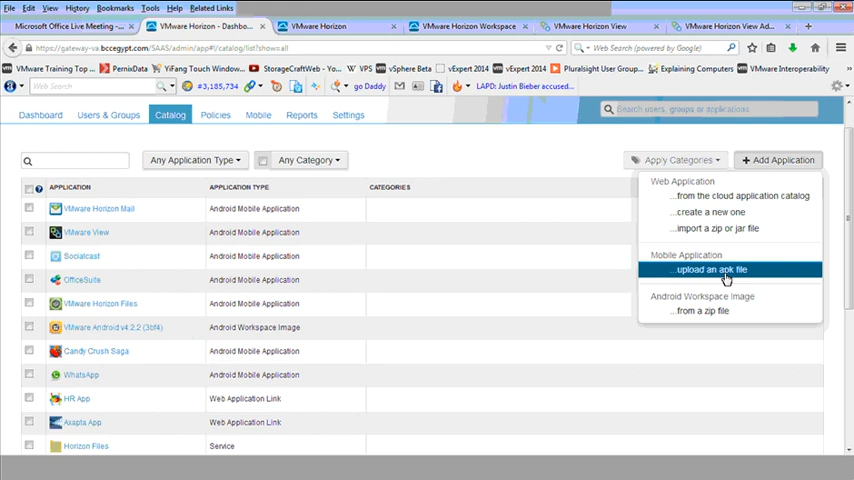 File Edit View History Bookmarks Tools Help Related Links
Microsoft Office Live Meeting -...
VMware Horizon - Dashbo...
VMware Horizon
VMware Horizon Workspace
VMware Horizon View
VMware Horizon View Ad...
https://gateway-va.bccegypt.com/SAAS/admin/app#!/catalog/list?show=all
Web Search (powered by Google)
VMware Training Top ...
PernixData
YiFang Touch Window...
StorageCraftWeb - Cr...
VPS
vSphere Beta
vExpert 2014
vExpert 2014
Pluralsight User Group...
Explaining Computers
VMware Interoperability
Web Search
Search
#3,185,734
go Daddy
LAPD: Justin Bieber accused...
Dashboard
Users & Groups
Catalog
Policies
Mobile
Reports
Settings
Search users, groups or applications
Any Application Type
Any Category
Apply Categories
+ Add Application
APPLICATION
APPLICATION TYPE
CATEGORIES
Web Application
...from the cloud application catalog
...create a new one
...import a zip or jar file
Mobile Application
...upload an apk file
Android Workspace Image
...from a zip file
VMware Horizon Mail
Android Mobile Application
VMware View
Android Mobile Application
Socialcast
Android Mobile Application
OfficeSuite
Android Mobile Application
VMware Horizon Files
Android Mobile Application
VMware Android v4.2.2 (3bf4)
Android Workspace Image
Candy Crush Saga
Android Mobile Application
WhatsApp
Android Mobile Application
HR App
Web Application Link
Axapta App
Web Application Link
Horizon Files
Service